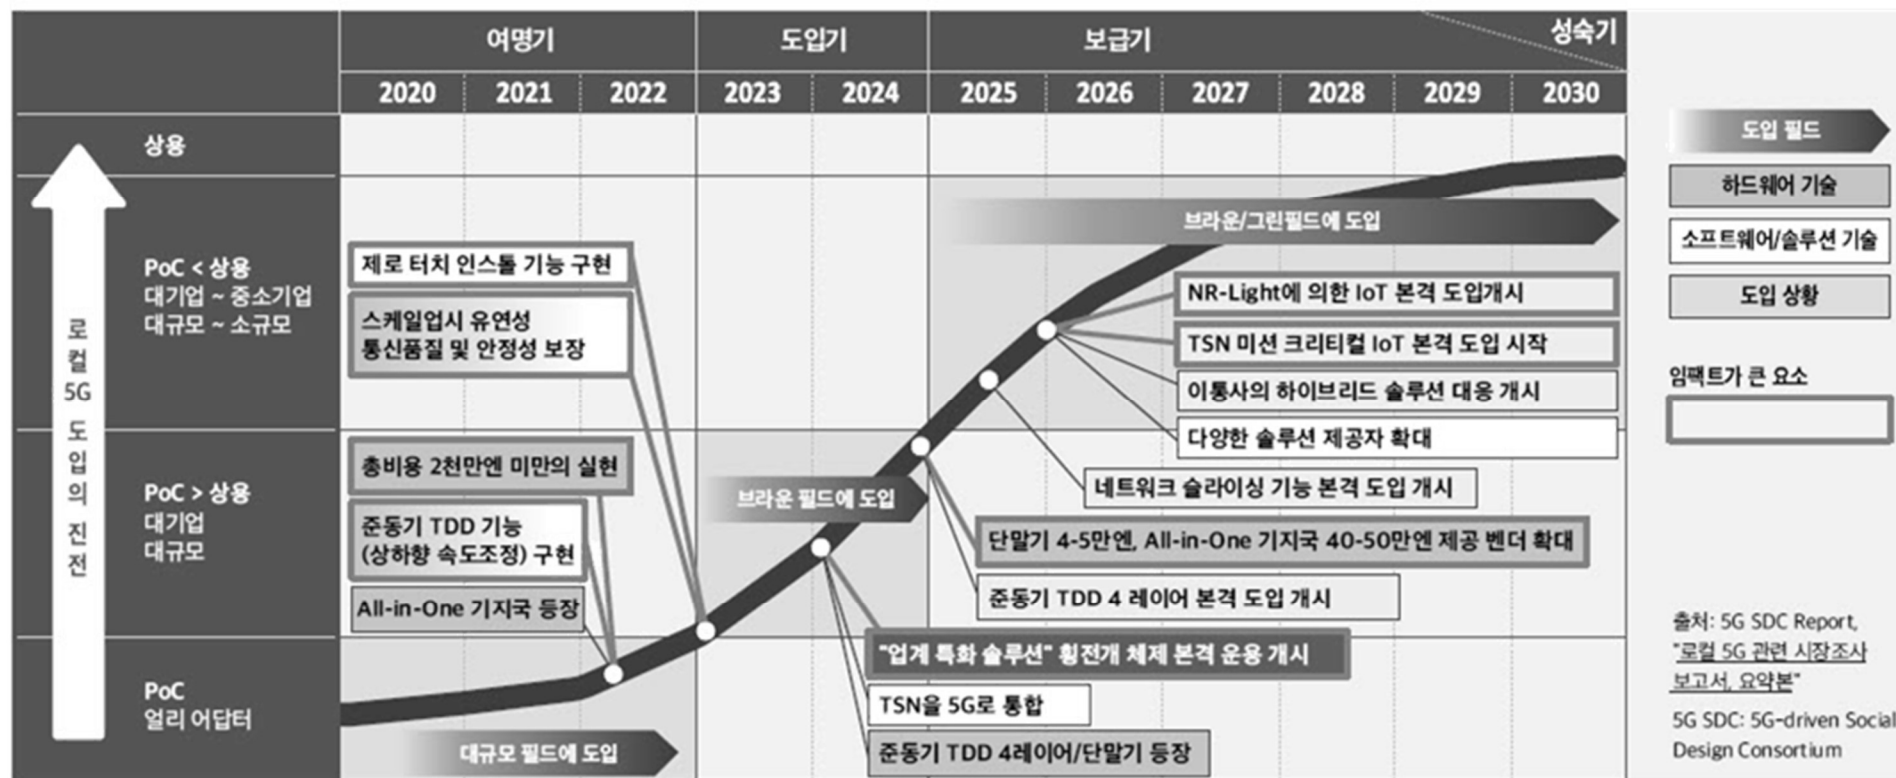 여명기
도입기
보급기
성숙기
2020 2021 2022 2023 2024 2025 2026 2027 2028 2029 2030
로컬 5G 도입의 진전
상용
PoC < 상용
대기업 ~ 중소기업
대규모 ~ 소규모
PoC > 상용
대기업
대규모
PoC
얼리 어답터
제로 터치 인스톨 기능 구현
스케일업시 유연성
통신품질 및 안정성 보장
총비용 2천만엔 미만의 실현
준동기 TDD 기능
(상하향 속도조정) 구현
All-in-One 기지국 등장
대규모 필드에 도입
브라운 필드에 도입
브라운/그린필드에 도입
NR-Light에 의한 IoT 본격 도입개시
TSN 미션 크리티컬 IoT 본격 도입 시작
이통사의 하이브리드 솔루션 대응 개시
다양한 솔루션 제공자 확대
네트워크 슬라이싱 기능 본격 도입 개시
단말기 4-5만엔, All-in-One 기지국 40-50만엔 제공 벤더 확대
준동기 TDD 4 레이어 본격 도입 개시
"업계 특화 솔루션" 횡전개 체제 본격 운용 개시
TSN을 5G로 통합
준동기 TDD 4레이어/단말기 등장
도입 필드
하드웨어 기술
소프트웨어/솔루션 기술
도입 상황
임팩트가 큰 요소
출처: 5G SDC Report,
"로컬 5G 관련 시장조사
보고서, 요약본"
5G SDC: 5G-driven Social
Design Consortium